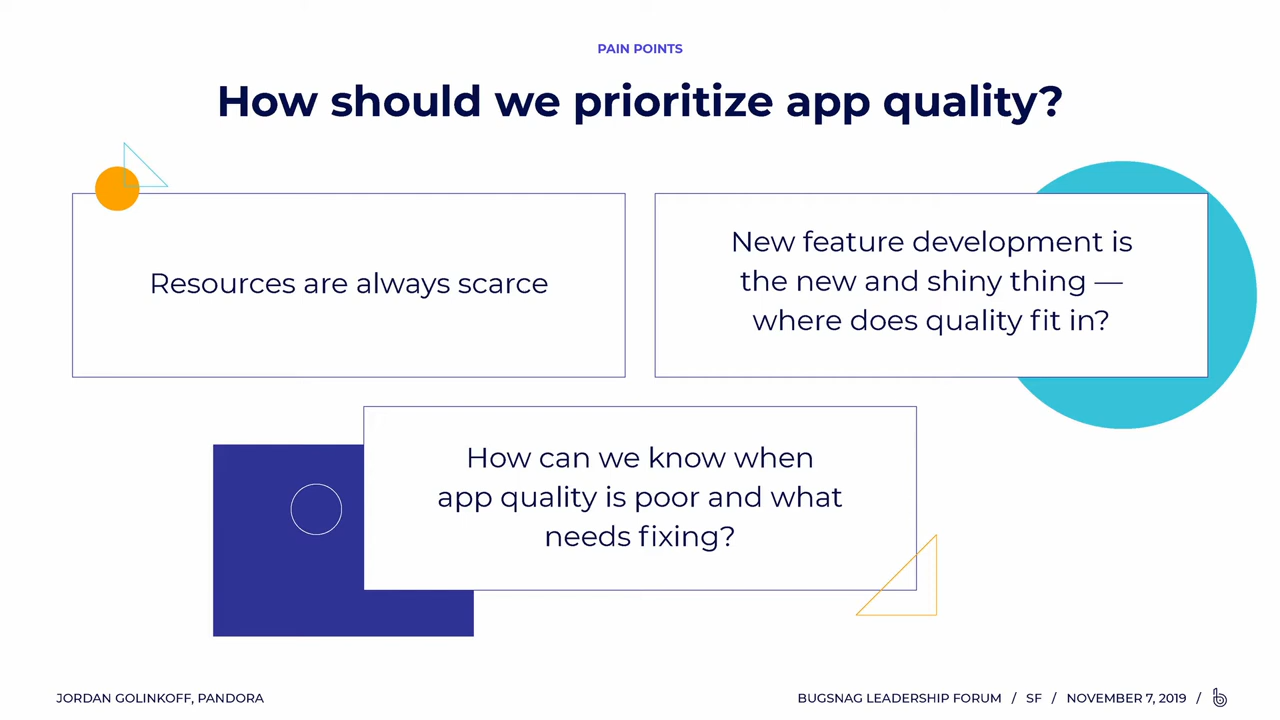 PAIN POINTS
How should we prioritize app quality?
Resources are always scarce
New feature development is
the new and shiny thing —
where does quality fit in?
How can we know when
app quality is poor and what
needs fixing?
JORDAN GOLINKOFF, PANDORA
BUGSNAG LEADERSHIP FORUM / SF / NOVEMBER 7, 2019 /